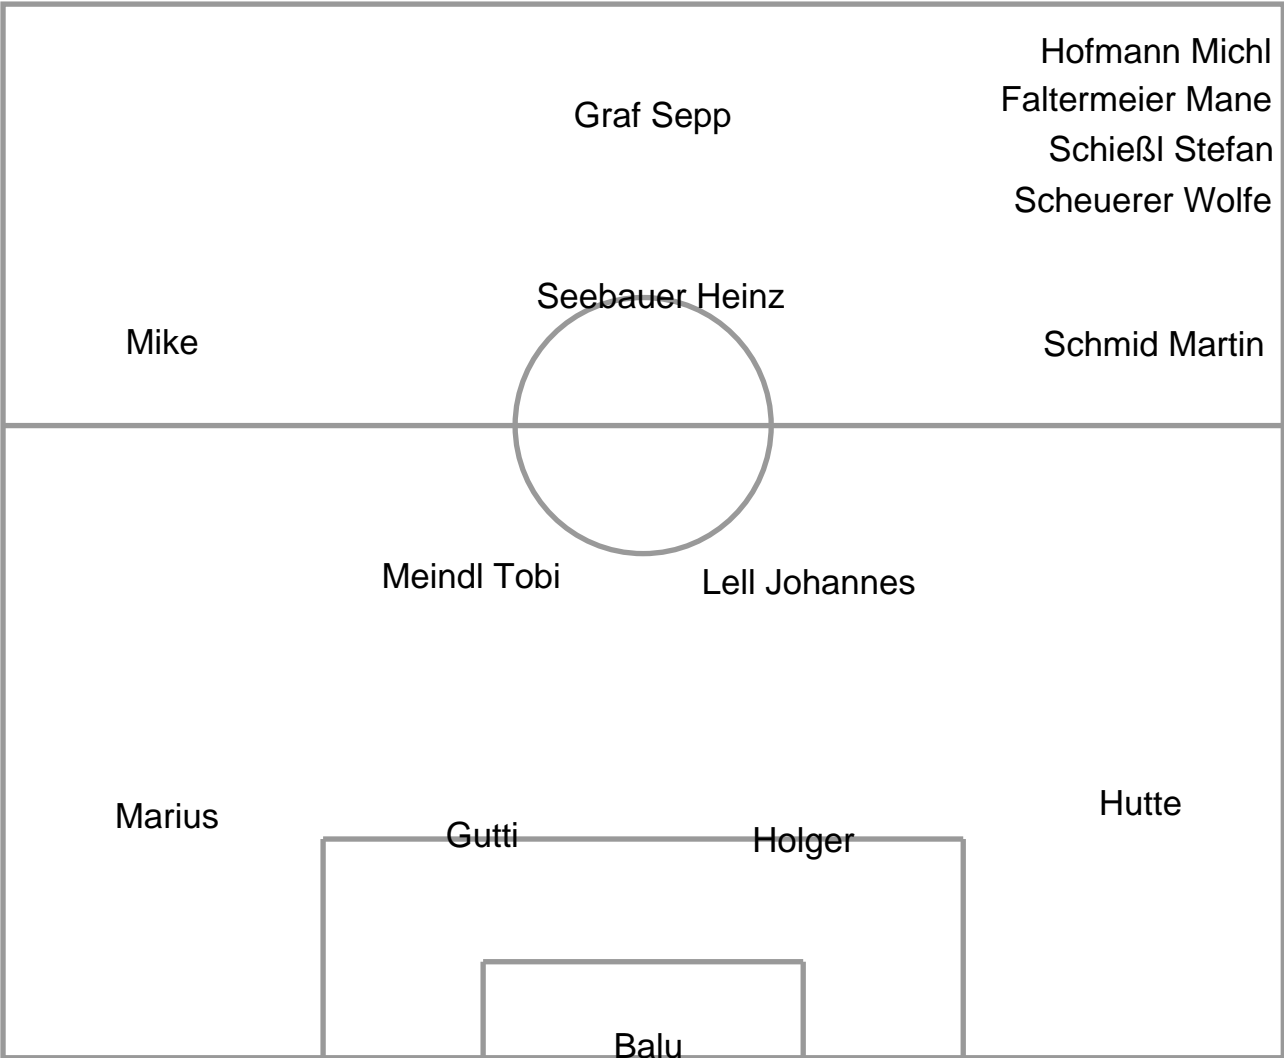 Hofmann Michl
Faltermeier Mane
Graf Sepp
Schießl Stefan
Scheuerer Wolfe
Seebauer Heinz
Mike
Schmid Martin
Meindl Tobi
Lell Johannes
Marius
Hutte
Gutti
Holger
Balu